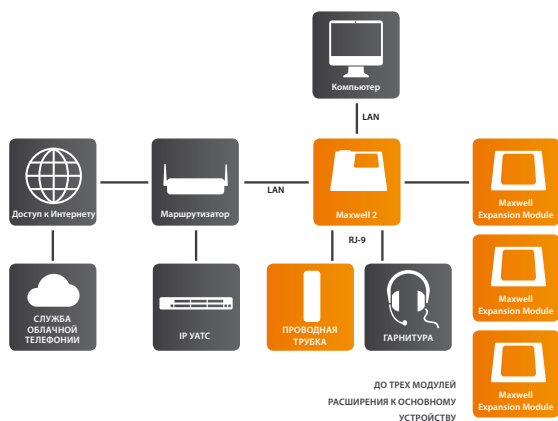 Компьютер
LAN
Доступ к Интернету
Маршрутизатор
LAN
Maxwell 2
Maxwell
Expansion Module
RJ-9
СЛУЖБА
ОБЛАЧНОЙ
ТЕЛЕФОНИИ
IP УАТС
ПРОВОДНАЯ
ТРУБКА
ГАРНИТУРА
Maxwell
Expansion Module
ДО ТРЕХ МОДУЛЕЙ
РАСШИРЕНИЯ К ОСНОВНОМУ
УСТРОЙСТВУ
Maxwell
Expansion Module